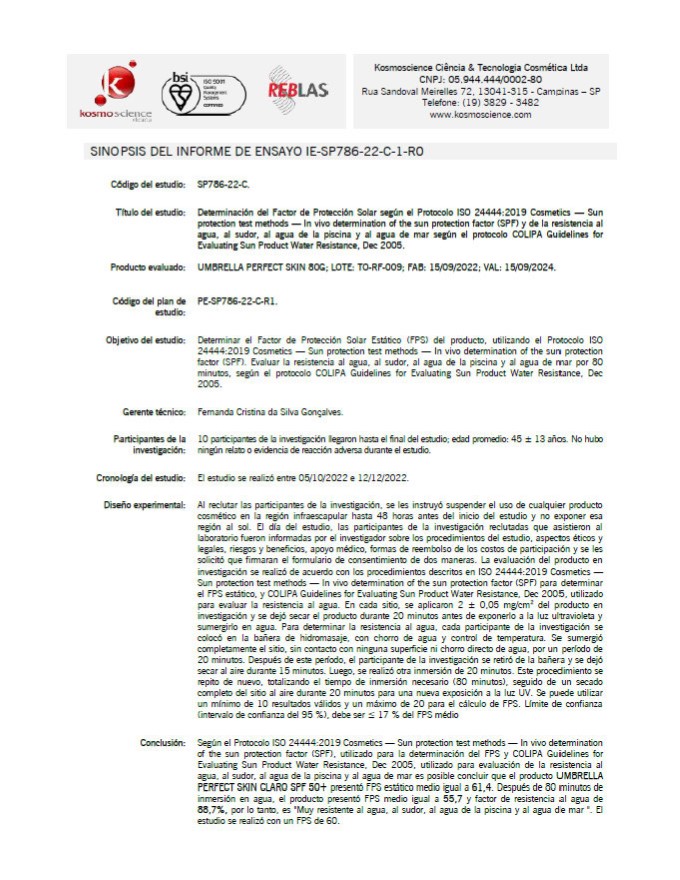 kosmoscience
bsi
ISO 9001
Quality
Management
Systems
CERTIFIED
REBLAS
Kosmoscience Ciência & Tecnologia Cosmética Ltda
CNPJ: 05.944.444/0002-80
Rua Sandoval Meirelles 72, 13041-315 - Campinas – SP
Telefone: (19) 3829 - 3482
www.kosmoscience.com
SINOPSIS DEL INFORME DE ENSAYO IE-SP786-22-C-1-R0
Código del estudio: SP786-22-C.
Título del estudio: Determinación del Factor de Protección Solar según el Protocolo ISO 24444:2019 Cosmetics — Sun
protection test methods — In vivo determination of the sun protection factor (SPF) y de la resistencia al
agua, al sudor, al agua de la piscina y al agua de mar según el protocolo COLIPA Guidelines for
Evaluating Sun Product Water Resistance, Dec 2005.
Producto evaluado: UMBRELLA PERFECT SKIN 80G; LOTE: TO-RF-009; FAB: 15/09/2022; VAL: 15/09/2024.
Código del plan de
estudio:
PE-SP786-22-C-R1.
Objetivo del estudio: Determinar el Factor de Protección Solar Estático (FPS) del producto, utilizando el Protocolo ISO
24444:2019 Cosmetics — Sun protection test methods — In vivo determination of the sun protection
factor (SPF). Evaluar la resistencia al agua, al sudor, al agua de la piscina y al agua de mar por 80
minutos, según el protocolo COLIPA Guidelines for Evaluating Sun Product Water Resistance, Dec
2005.
Gerente técnico: Fernanda Cristina da Silva Gonçalves.
Participantes de la
investigación:
10 participantes de la investigación llegaron hasta el final del estudio; edad promedio: 45 ± 13 años. No hubo
ningún relato o evidencia de reacción adversa durante el estudio.
Cronología del estudio: El estudio se realizó entre 05/10/2022 e 12/12/2022.
Diseño experimental: Al reclutar las participantes de la investigación, se les instruyó suspender el uso de cualquier producto
cosmético en la región infraescapular hasta 48 horas antes del inicio del estudio y no exponer esa
región al sol. El día del estudio, las participantes de la investigación reclutadas que asistieron al
laboratorio fueron informadas por el investigador sobre los procedimientos del estudio, aspectos éticos y
legales, riesgos y beneficios, apoyo médico, formas de reembolso de los costos de participación y se les
solicitó que firmaran el formulario de consentimiento de dos maneras. La evaluación del producto en
investigación se realizó de acuerdo con los procedimientos descritos en ISO 24444:2019 Cosmetics —
Sun protection test methods — In vivo determination of the sun protection factor (SPF) para determinar
el FPS estático, y COLIPA Guidelines for Evaluating Sun Product Water Resistance, Dec 2005, utilizado
para evaluar la resistencia al agua. En cada sitio, se aplicaron 2 ± 0,05 mg/cm² del producto en
investigación y se dejó secar el producto durante 20 minutos antes de exponerlo a la luz ultravioleta y
sumergirlo en agua. Para determinar la resistencia al agua, cada participante de la investigación se
colocó en la bañera de hidromasaje, con chorro de agua y control de temperatura. Se sumergió
completamente el sitio, sin contacto con ninguna superficie ni chorro directo de agua, por un período de
20 minutos. Después de este período, el participante de la investigación se retiró de la bañera y se dejó
secar al aire durante 15 minutos. Luego, se realizó otra inmersión de 20 minutos. Este procedimiento se
repito de nuevo, totalizando el tiempo de inmersión necesario (80 minutos), seguido de un secado
completo del sitio al aire durante 20 minutos para una nueva exposición a la luz UV. Se puede utilizar
un mínimo de 10 resultados válidos y un máximo de 20 para el cálculo de FPS. Límite de confianza
(intervalo de confianza del 95 %), debe ser ≤ 17 % del FPS médio
Conclusión: Según el Protocolo ISO 24444:2019 Cosmetics — Sun protection test methods — In vivo determination
of the sun protection factor (SPF), utilizado para la determinación del FPS y COLIPA Guidelines for
Evaluating Sun Product Water Resistance, Dec 2005, utilizado para evaluación de la resistencia al
agua, al sudor, al agua de la piscina y al agua de mar es posible concluir que el producto UMBRELLA
PERFECT SKIN CLARO SPF 50+ presentó FPS estático medio igual a 61,4. Después de 80 minutos de
inmersión en agua, el producto presentó FPS medio igual a 55,7 y factor de resistencia al agua de
88,7%, por lo tanto, es "Muy resistente al agua, al sudor, al agua de la piscina y al agua de mar ". El
estudio se realizó con un FPS de 60.